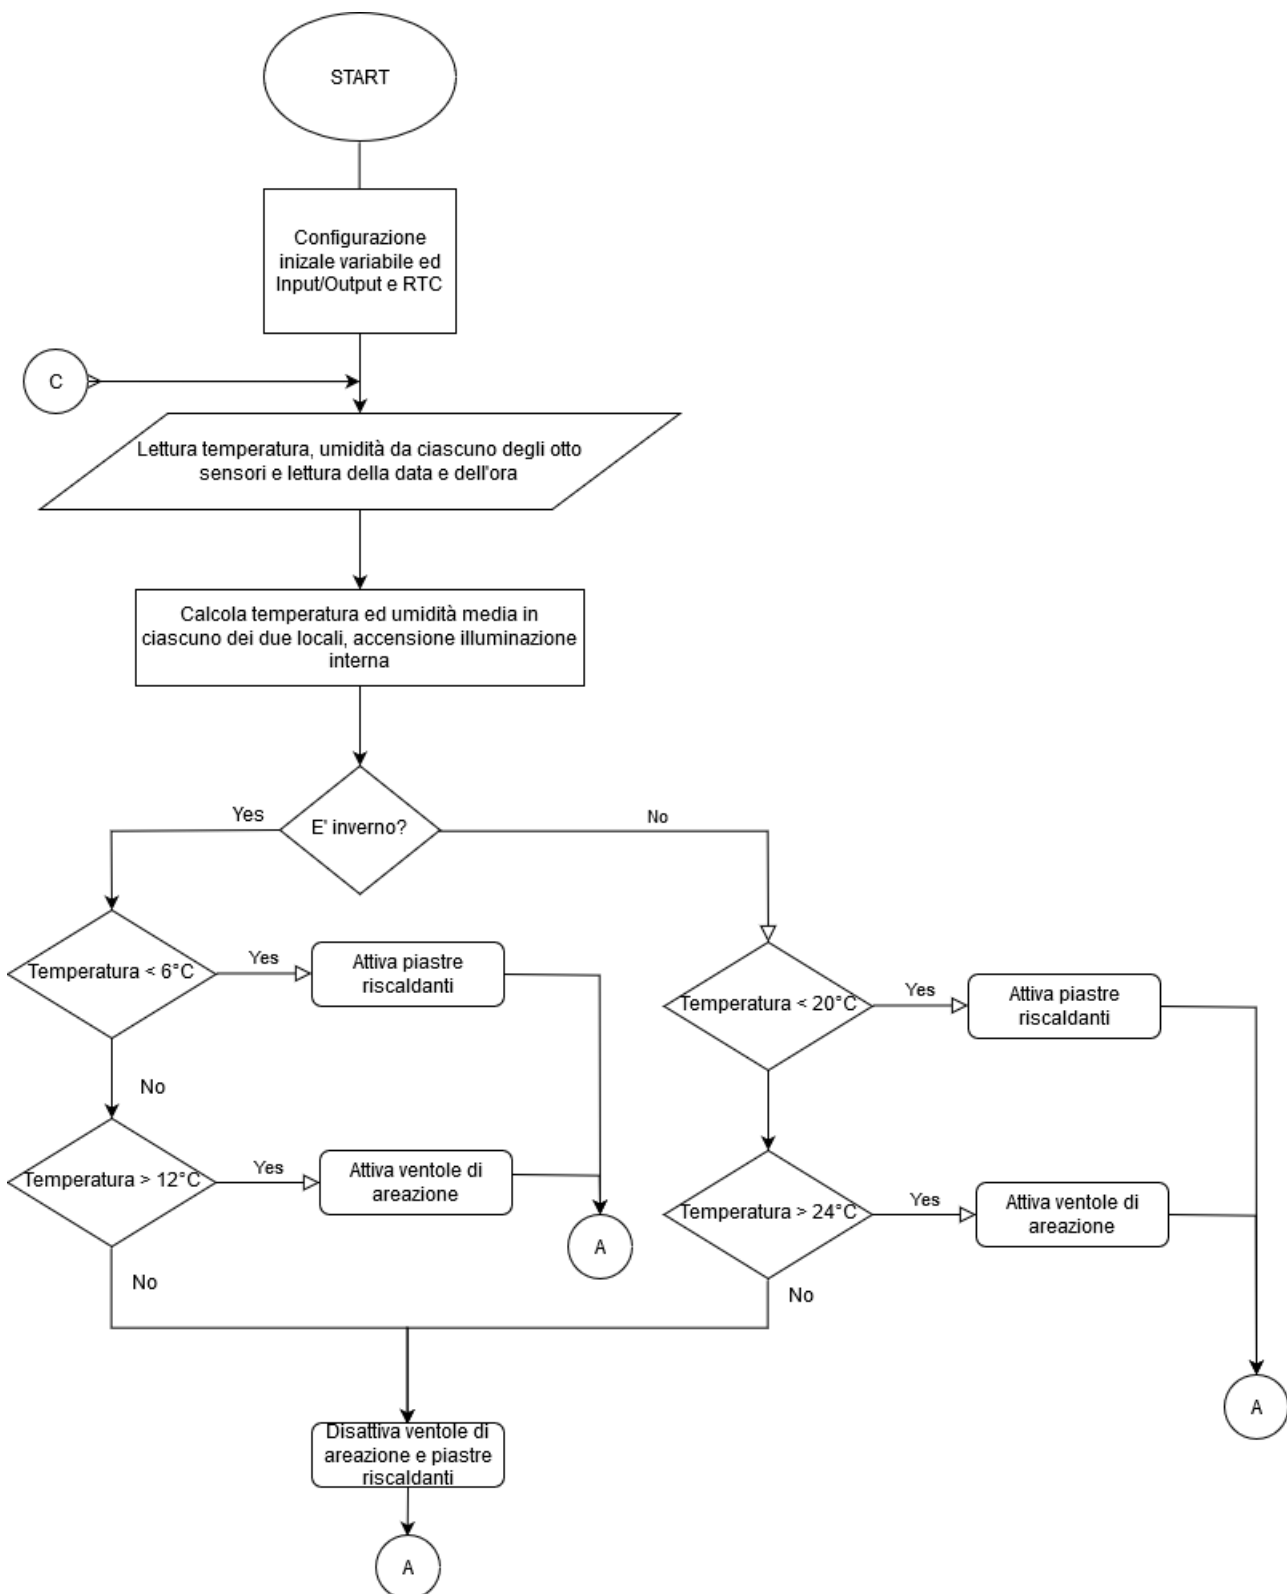 START
Configurazione
inizale variabile ed
Input/Output e RTC
C
Lettura temperatura, umidità da ciascuno degli otto
sensori e lettura della data e dell'ora
Calcola temperatura ed umidità media in
ciascuno dei due locali, accensione illuminazione
interna
E' inverno?
Yes
No
Temperatura < 6°C
Yes
Attiva piastre
riscaldanti
No
Temperatura > 12°C
Yes
Attiva ventole di
areazione
A
No
Temperatura < 20°C
Yes
Attiva piastre
riscaldanti
Temperatura > 24°C
Yes
Attiva ventole di
areazione
No
A
Disattiva ventole di
areazione e piastre
riscaldanti
A